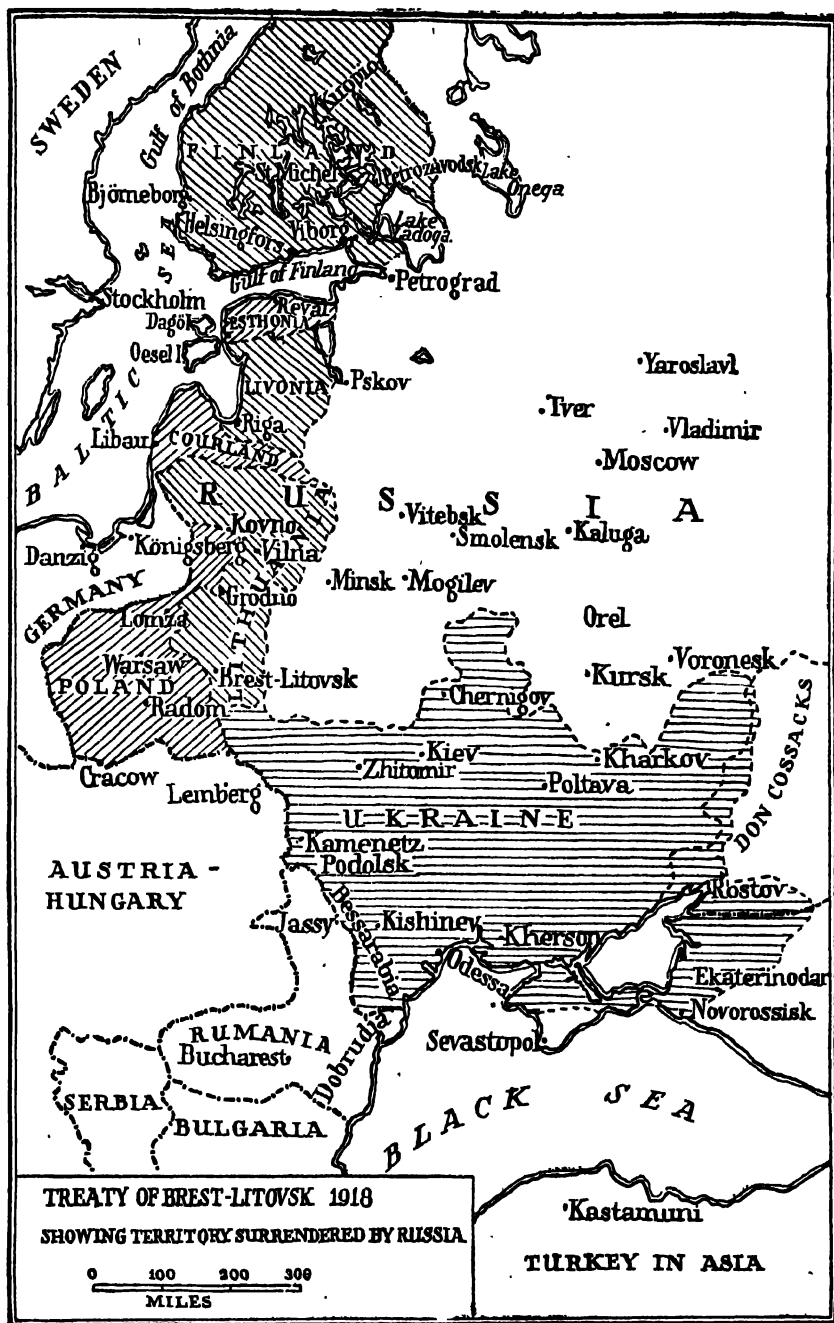 SWEDEN
Gulf of Bothnia
Kuopio
FINLAND
St. Michel
Petrozavodsk
Lake Onega
Björneborg
Helsingfors
Viborg
Lake Ladoga.
Gulf of Finland
Petrograd
Stockholm
BALTIC SEA
Dagö I.
Reval
ESTHONIA
Oesel I.
LIVONIA
Pskov
Yaroslavl
Tver
Vladimir
Moscow
Riga
Libau
COURLAND
RUSSIA
Vitebsk
Smolensk
Kaluga
Kovno
Danzig
Königsberg
Vilna
LITHUANIA
Minsk
Mogilev
GERMANY
Grodno
Lomza
Orel
Warsaw
POLAND
Brest-Litovsk
Radom
Chernigov
Kursk
Voronesk
DON COSSACKS
Cracow
Lemberg
Kiev
Zhitomir
Kharkov
Poltava
UKRAINE
Kamenetz
Podolsk
AUSTRIA-
HUNGARY
Rostov
Bessarabia
Jassy
Kishinev
Kherson
Odessa
Ekaterinodar
Novorossisk
RUMANIA
Bucharest
Dobrudja
Sevastopol
SERBIA
BULGARIA
BLACK SEA
TREATY OF BREST-LITOVSK 1918
SHOWING TERRITORY SURRENDERED BY RUSSIA
0 100 200 300
MILES
Kastamuni
TURKEY IN ASIA